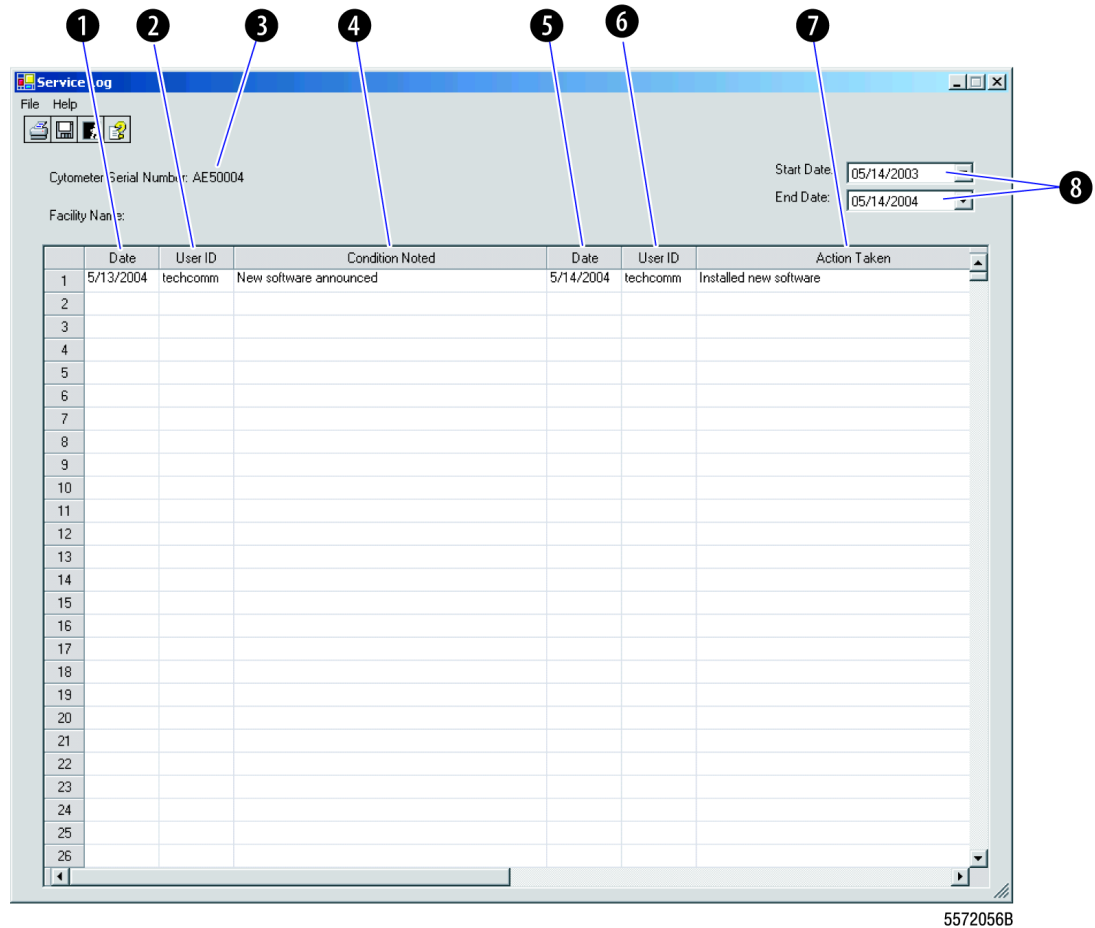 1 2 3 4 5 6 7
Service Log
File Help
Cytometer Serial Number: AE50004
Start Date: 05/14/2003
8
End Date: 05/14/2004
Facility Name:
Date User ID Condition Noted Date User ID Action Taken
1 5/13/2004 techcomm New software announced 5/14/2004 techcomm Installed new software
2
3
4
5
6
7
8
9
10
11
12
13
14
15
16
17
18
19
20
21
22
23
24
25
26
5572056B